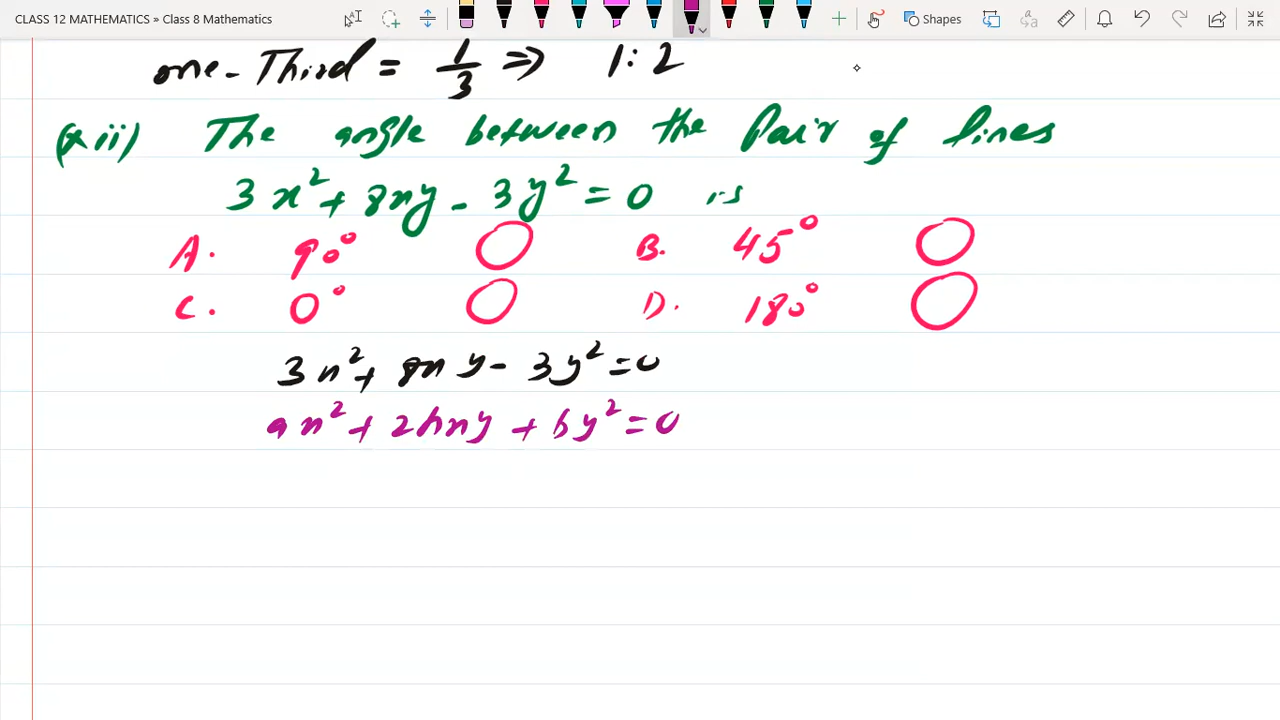 CLASS 12 MATHEMATICS » Class 8 Mathematics Shapes
one-Third = 1/3 ⇒ 1:2
(xii) The angle between the Pair of lines
3x² + 8xy - 3y² = 0 is
A. 90° B. 45°
C. 0° D. 180°
3x² + 8xy - 3y² = 0
ax² + 2hxy + by² = 0